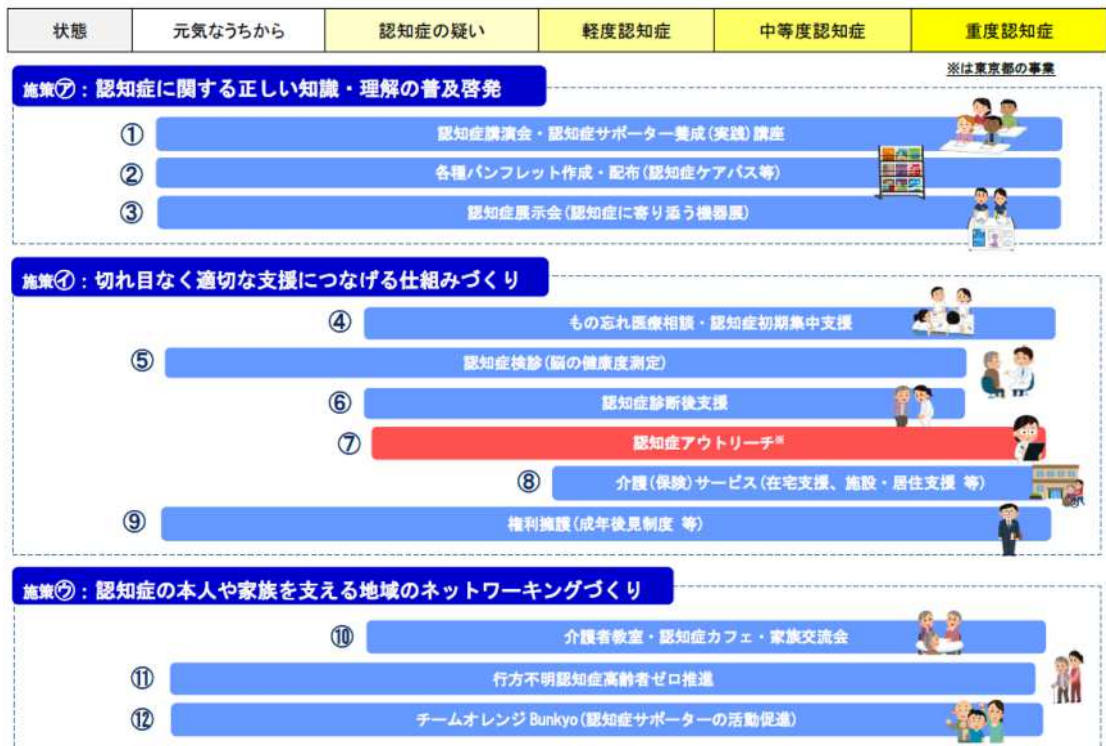 状態 元気なうちから 認知症の疑い 軽度認知症 中等度認知症 重度認知症
※は東京都の事業
施策㋐：認知症に関する正しい知識・理解の普及啓発
① 認知症講演会・認知症サポーター養成(実践)講座
② 各種パンフレット作成・配布(認知症ケアパス等)
③ 認知症展示会(認知症に寄り添う機器展)
施策㋑：切れ目なく適切な支援につなげる仕組みづくり
④ もの忘れ医療相談・認知症初期集中支援
⑤ 認知症検診(脳の健康度測定)
⑥ 認知症診断後支援
⑦ 認知症アウトリーチ※
⑧ 介護(保険)サービス(在宅支援、施設・居住支援 等)
⑨ 権利擁護(成年後見制度 等)
施策㋒：認知症の本人や家族を支える地域のネットワーキングづくり
⑩ 介護者教室・認知症カフェ・家族交流会
⑪ 行方不明認知症高齢者ゼロ推進
⑫ チームオレンジBunkyo(認知症サポーターの活動促進)